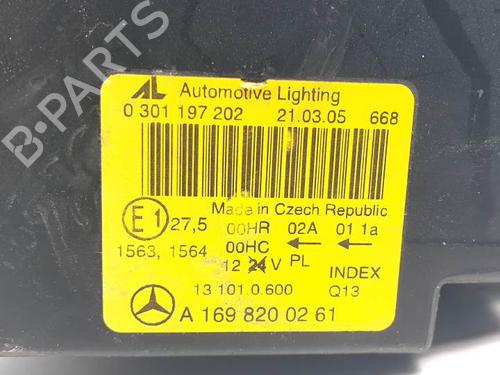 B-PARTS
AL Automotive Lighting
0 301 197 202 21.03.05 668
Made in Czech Republic
E1 27,5 00HR 02A 01 1a
1563, 1564 00HC ← ←
12 24 V PL INDEX
13 101.0.600 Q13
A 169 820 02 61